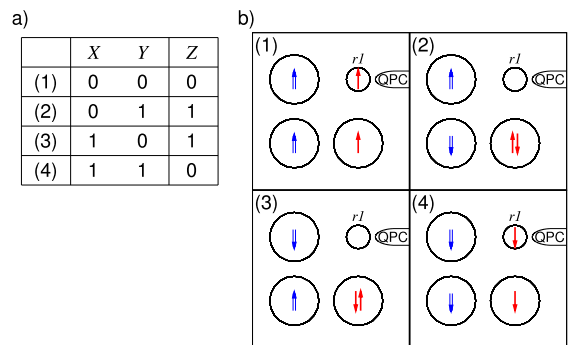 a)
X Y Z
(1) 0 0 0
(2) 0 1 1
(3) 1 0 1
(4) 1 1 0
b)
(1) r1 QPC
(2) r1 QPC
(3) r1 QPC
(4) r1 QPC